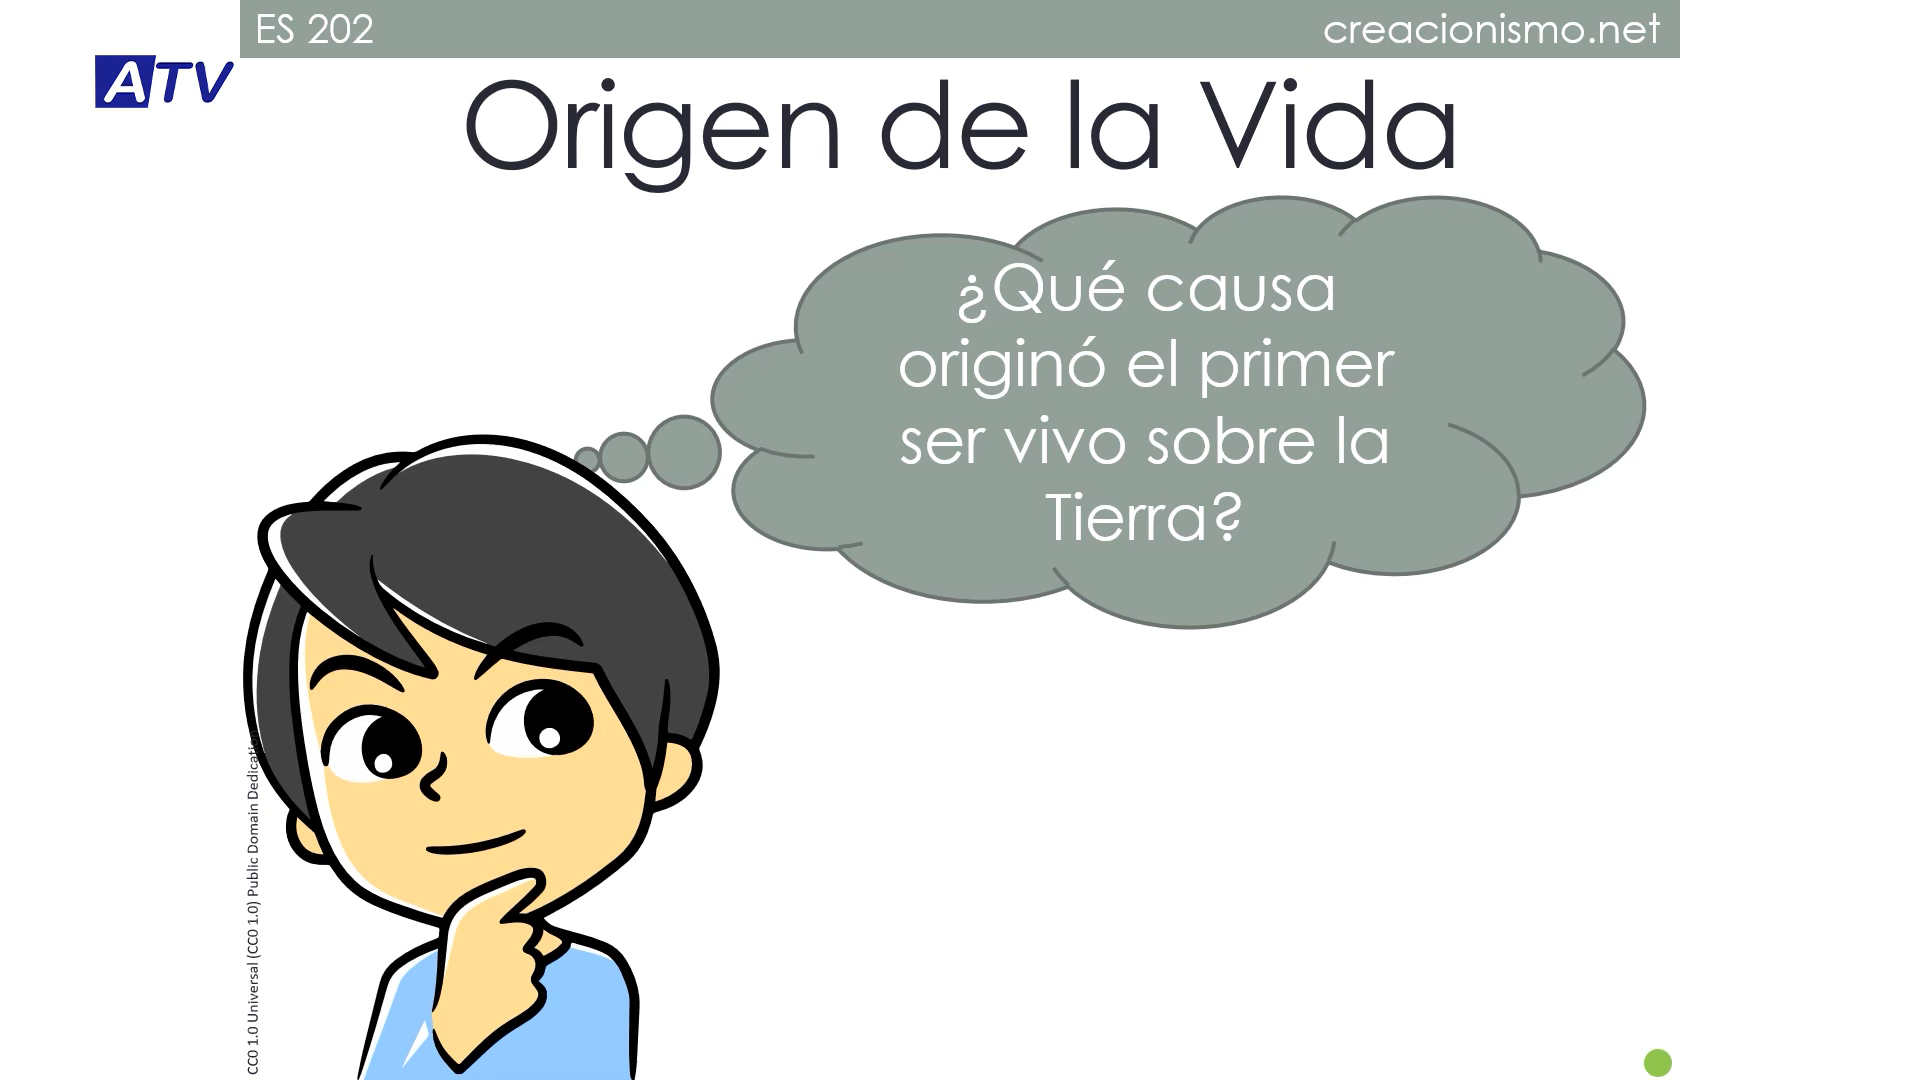 ES 202
creacionismo.net
ATV
Origen de la Vida
¿Qué causa
originó el primer
ser vivo sobre la
Tierra?
CC0 1.0 Universal (CC0 1.0) Public Domain Dedication